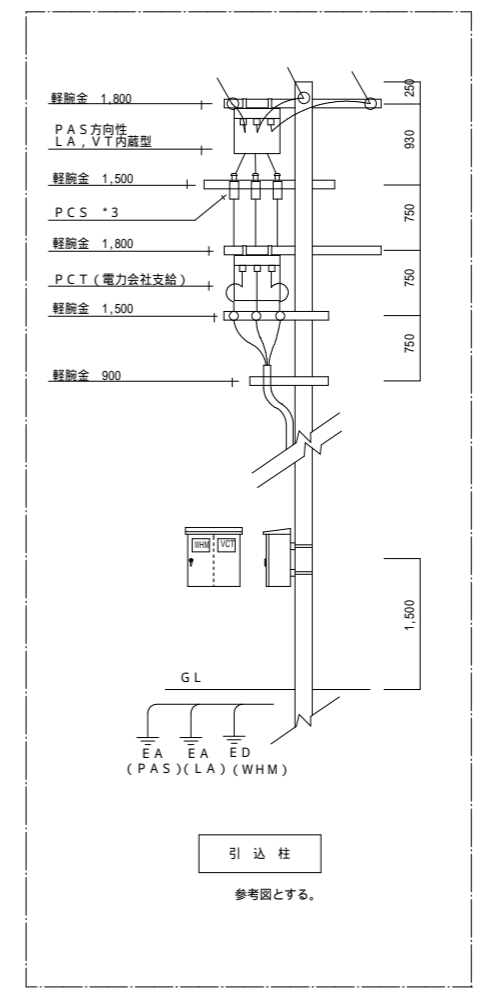 軽腕金　1,800
250
ＰＡＳ方向性
ＬＡ，ＶＴ内蔵型
930
軽腕金　1,500
ＰＣＳ　*3
750
軽腕金　1,800
ＰＣＴ（電力会社支給）
750
軽腕金　1,500
750
軽腕金　900
WHM
VCT
1,500
ＧＬ
ＥＡ
ＥＡ
ＥＤ
（ＰＡＳ）
（ＬＡ）
（ＷＨＭ）
引　込　柱
参考図とする。